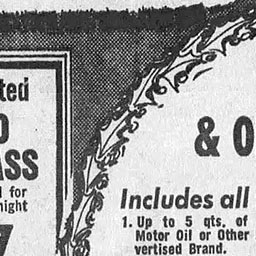 ted
ASS
for
night
& O
Includes all
1. Up to 5 qts. of
Motor Oil or Other
vertised Brand.